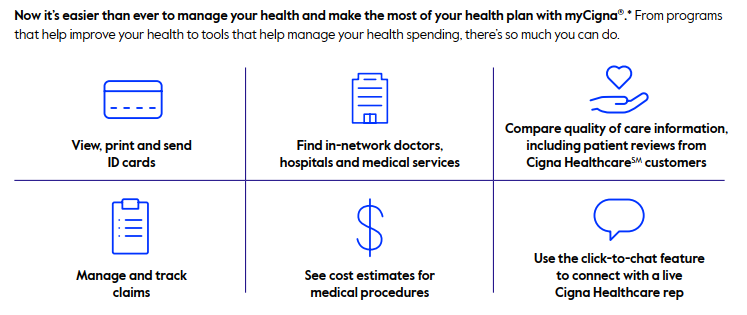 Now it's easier than ever to manage your health and make the most of your health plan with myCigna®.* From programs
that help improve your health to tools that help manage your health spending, there's so much you can do.
View, print and send
ID cards
Find in-network doctors,
hospitals and medical services
Compare quality of care information,
including patient reviews from
Cigna Healthcare℠ customers
Manage and track
claims
See cost estimates for
medical procedures
Use the click-to-chat feature
to connect with a live
Cigna Healthcare rep